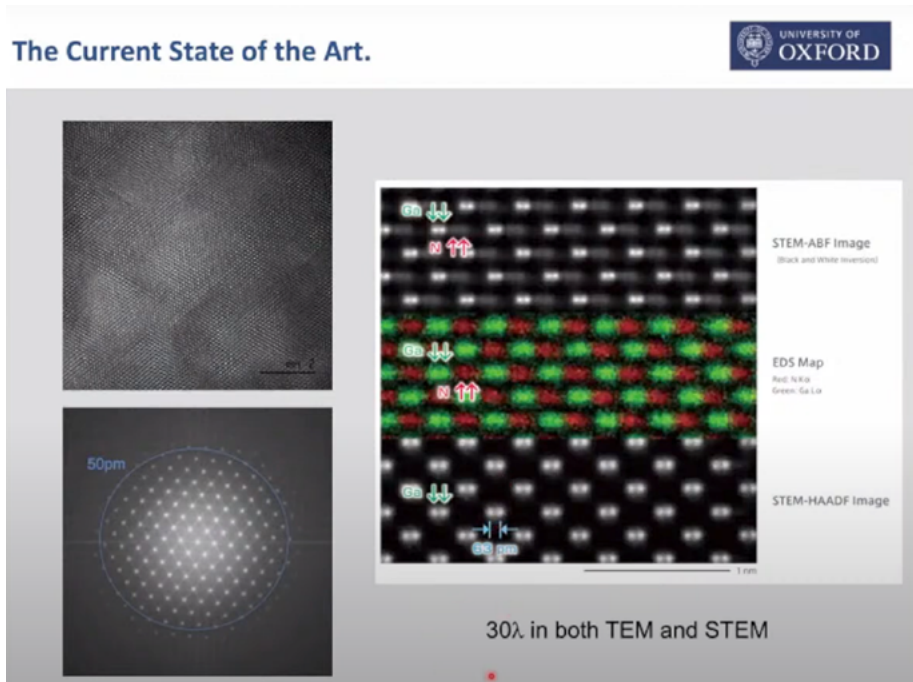 The Current State of the Art.
UNIVERSITY OF
OXFORD
50pm
Ga
N
Ga
N
Ga
63 pm
1 nm
STEM-ABF Image
(Black and White Inversion)
EDS Map
Red: N Kα
Green: Ga Lα
STEM-HAADF Image
30λ in both TEM and STEM